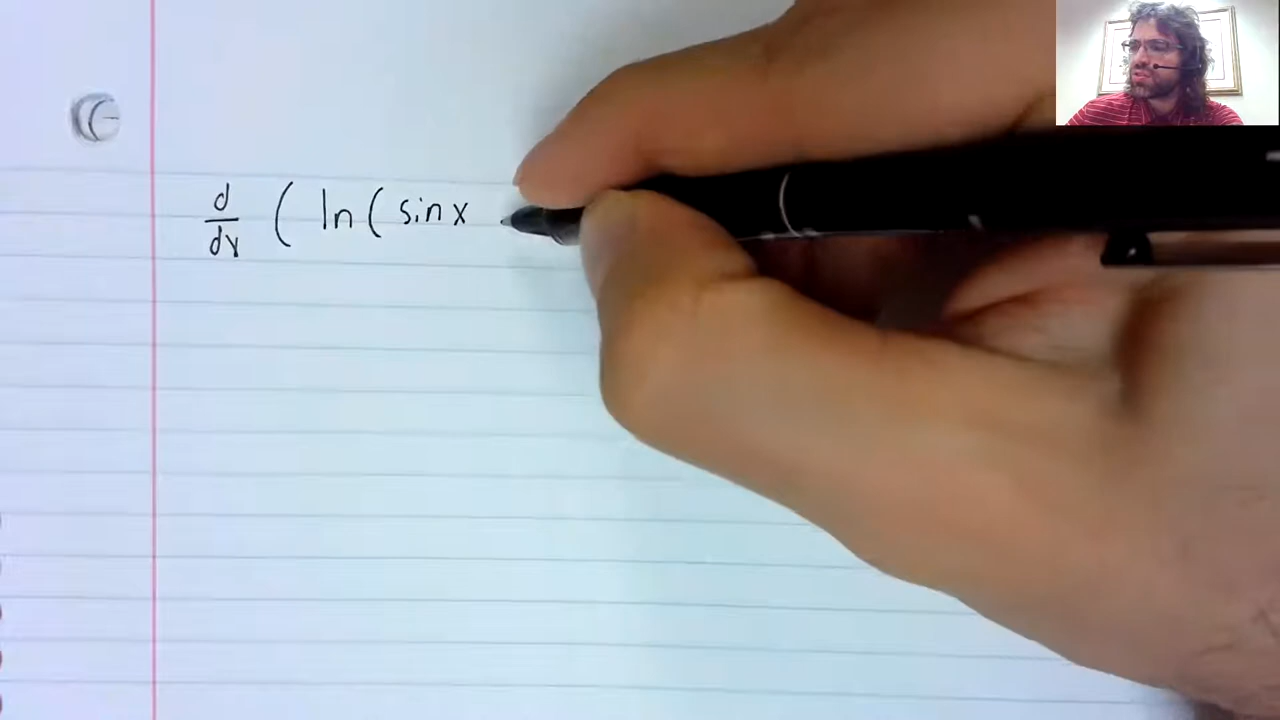 d/dx ( ln ( sin x